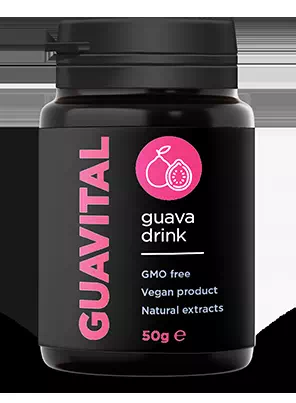 GUAVITAL
guava
drink
GMO free
Vegan product
Natural extracts
50g ℮